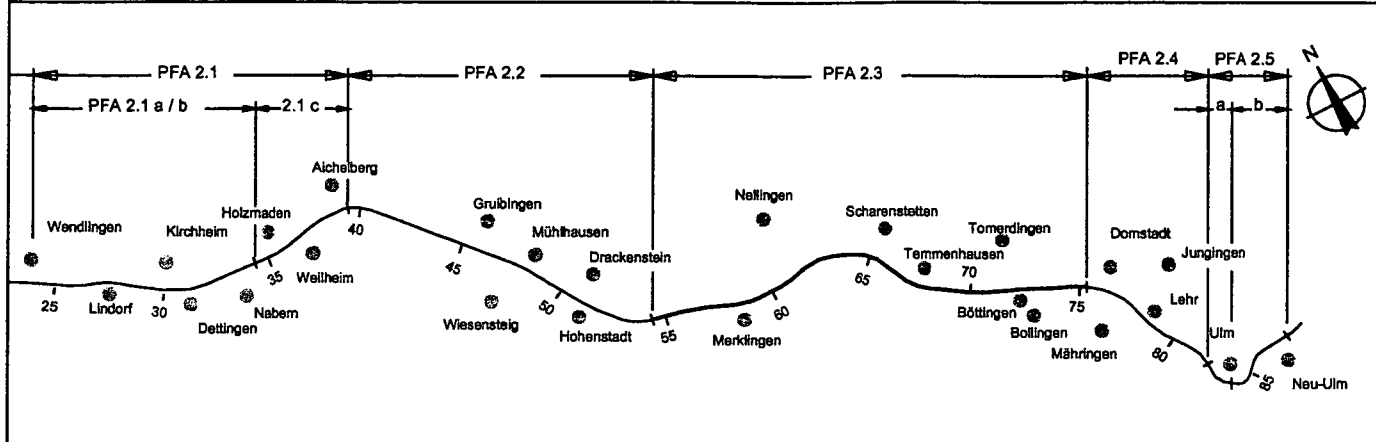 N
PFA 2.1
PFA 2.2
PFA 2.3
PFA 2.4
PFA 2.5
PFA 2.1 a / b
2.1 c
a
b
Aichelberg
Holzmaden
Wendlingen
Kirchheim
Gruibingen
Nellingen
Scharenstetten
Tomerdingen
Mühlhausen
Drackenstein
Temmenhausen
Dornstadt
Jungingen
40
45
35
Weilheim
50
65
70
60
75
25
30
55
80
85
Lindorf
Dettingen
Nabern
Wiesensteig
Hohenstadt
Merklingen
Böttingen
Bollingen
Mähringen
Lehr
Ulm
Neu-Ulm